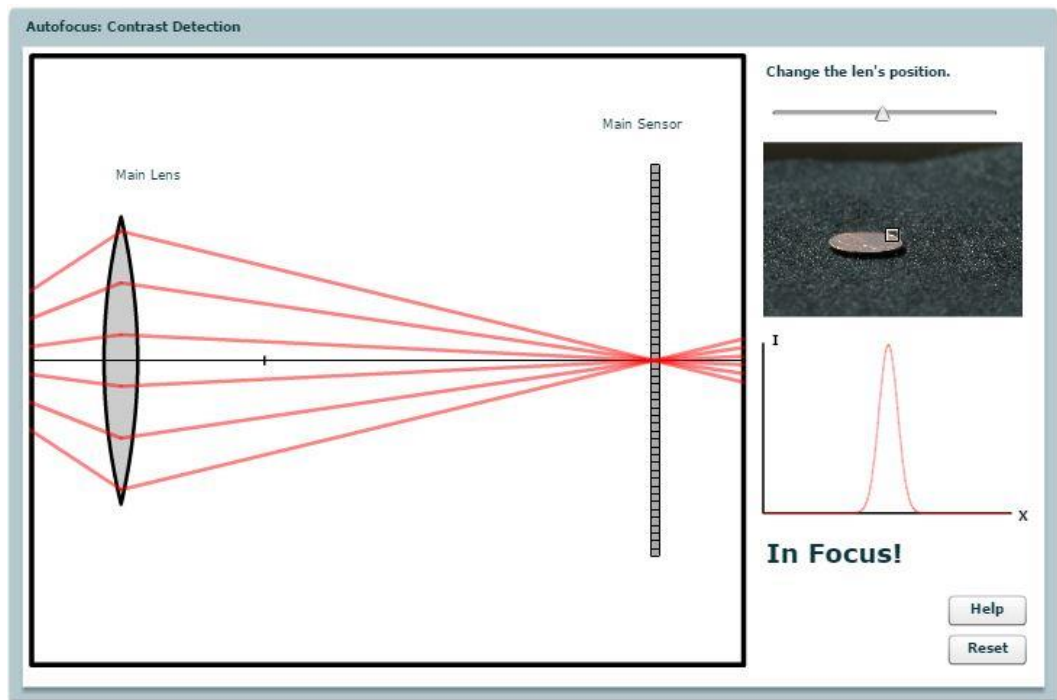 Autofocus: Contrast Detection
Change the len's position.
Main Sensor
Main Lens
I
X
In Focus!
Help
Reset